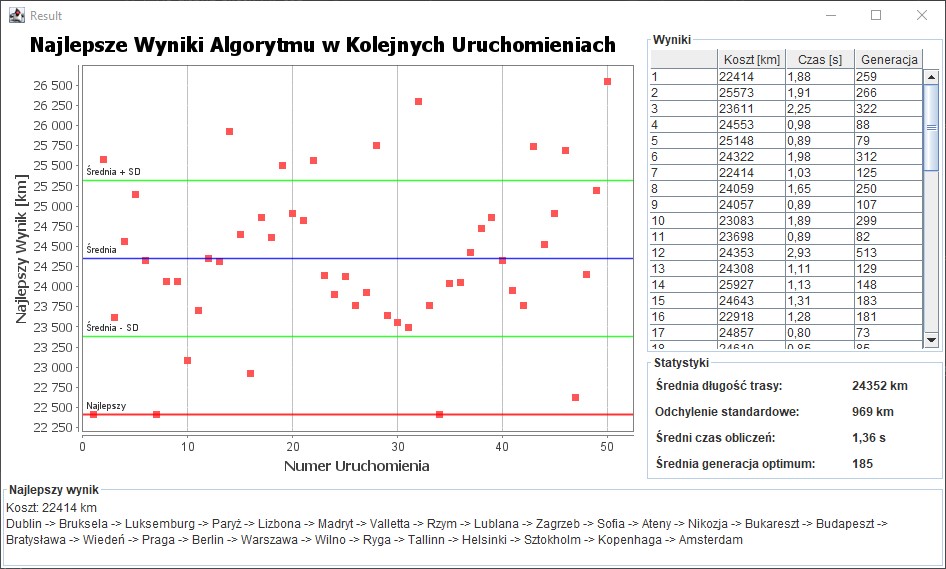 Result
Najlepsze Wyniki Algorytmu w Kolejnych Uruchomieniach
Najlepszy Wynik [km]
26 500
26 250
26 000
25 750
25 500
25 250
25 000
24 750
24 500
24 250
24 000
23 750
23 500
23 250
23 000
22 750
22 500
22 250
Średnia + SD
Średnia
Średnia - SD
Najlepszy
0 10 20 30 40 50
Numer Uruchomienia
Wyniki
Koszt [km] Czas [s] Generacja
1 22414 1,88 259
2 25573 1,91 266
3 23611 2,25 322
4 24553 0,98 88
5 25148 0,89 79
6 24322 1,98 312
7 22414 1,03 125
8 24059 1,65 250
9 24057 0,89 107
10 23083 1,89 299
11 23698 0,89 82
12 24353 2,93 513
13 24308 1,11 129
14 25927 1,13 148
15 24643 1,31 183
16 22918 1,28 181
17 24857 0,80 73
18 24610 0,85 85
Statystyki
Średnia długość trasy: 24352 km
Odchylenie standardowe: 969 km
Średni czas obliczeń: 1,36 s
Średnia generacja optimum: 185
Najlepszy wynik
Koszt: 22414 km
Dublin -> Bruksela -> Luksemburg -> Paryż -> Lizbona -> Madryt -> Valletta -> Rzym -> Lublana -> Zagrzeb -> Sofia -> Ateny -> Nikozja -> Bukareszt -> Budapeszt ->
Bratysława -> Wiedeń -> Praga -> Berlin -> Warszawa -> Wilno -> Ryga -> Tallinn -> Helsinki -> Sztokholm -> Kopenhaga -> Amsterdam